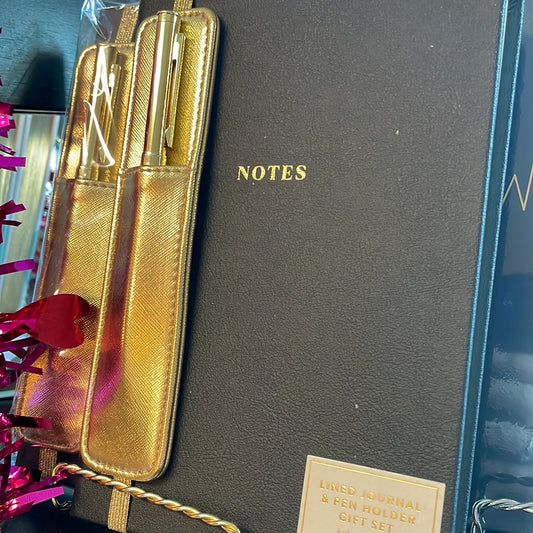 NOTES
LINED JOURNAL
& PEN HOLDER
GIFT SET